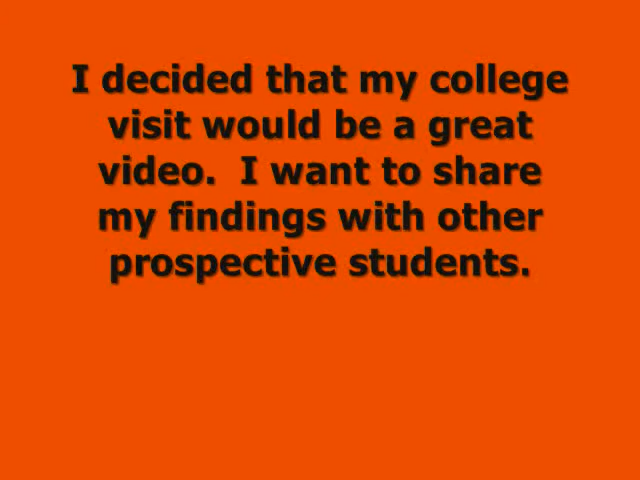 I decided that my college
visit would be a great
video.  I want to share
my findings with other
prospective students.